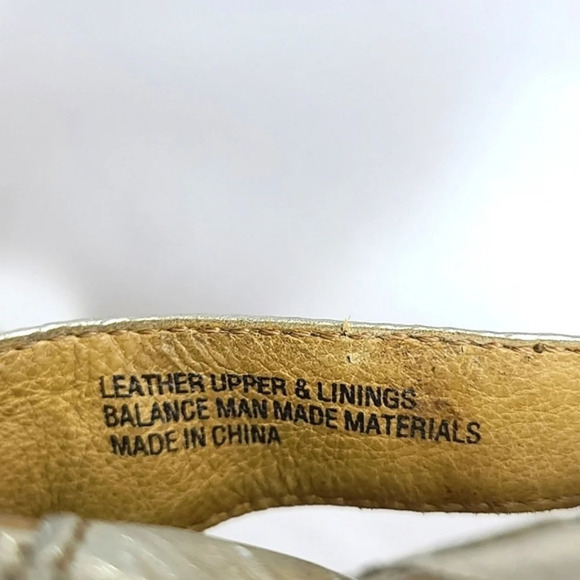 LEATHER UPPER & LININGS
BALANCE MAN MADE MATERIALS
MADE IN CHINA